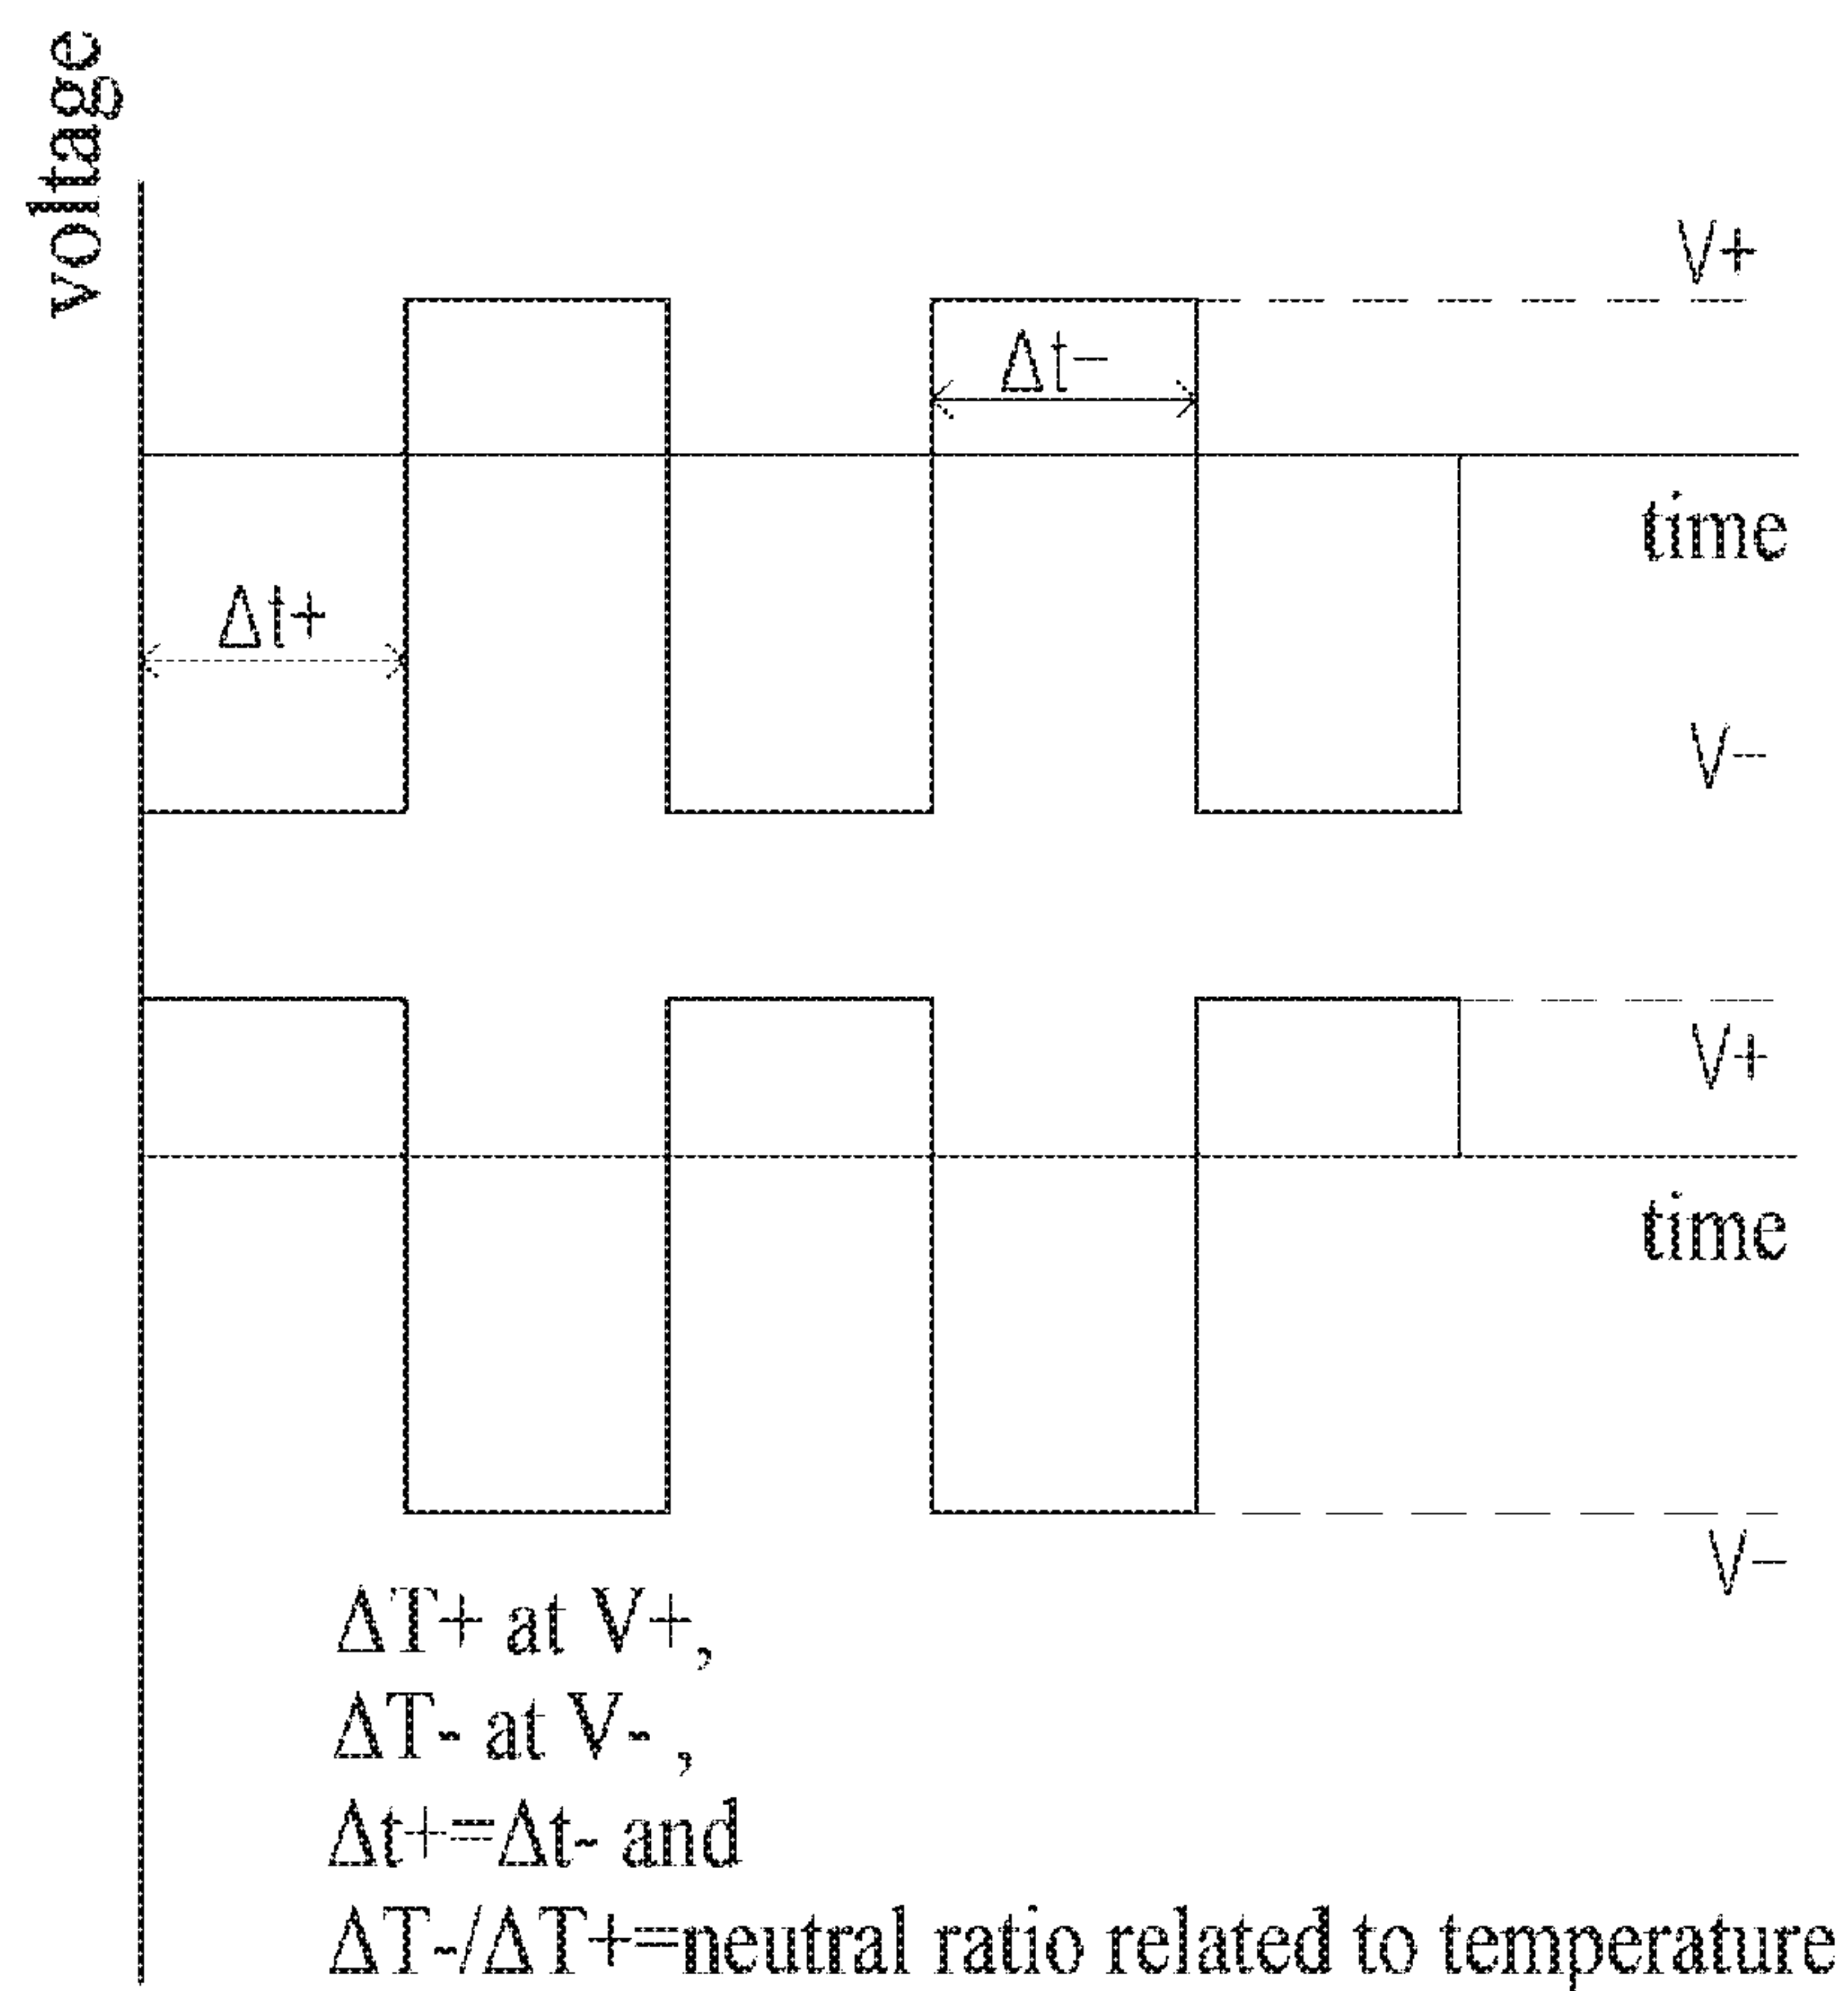 voltage
V+
Δt-
time
Δt+
V-
V+
time
V-
ΔT+ at V+,
ΔT- at V- ,
Δt+=Δt- and
ΔT-/ΔT+=neutral ratio related to temperature